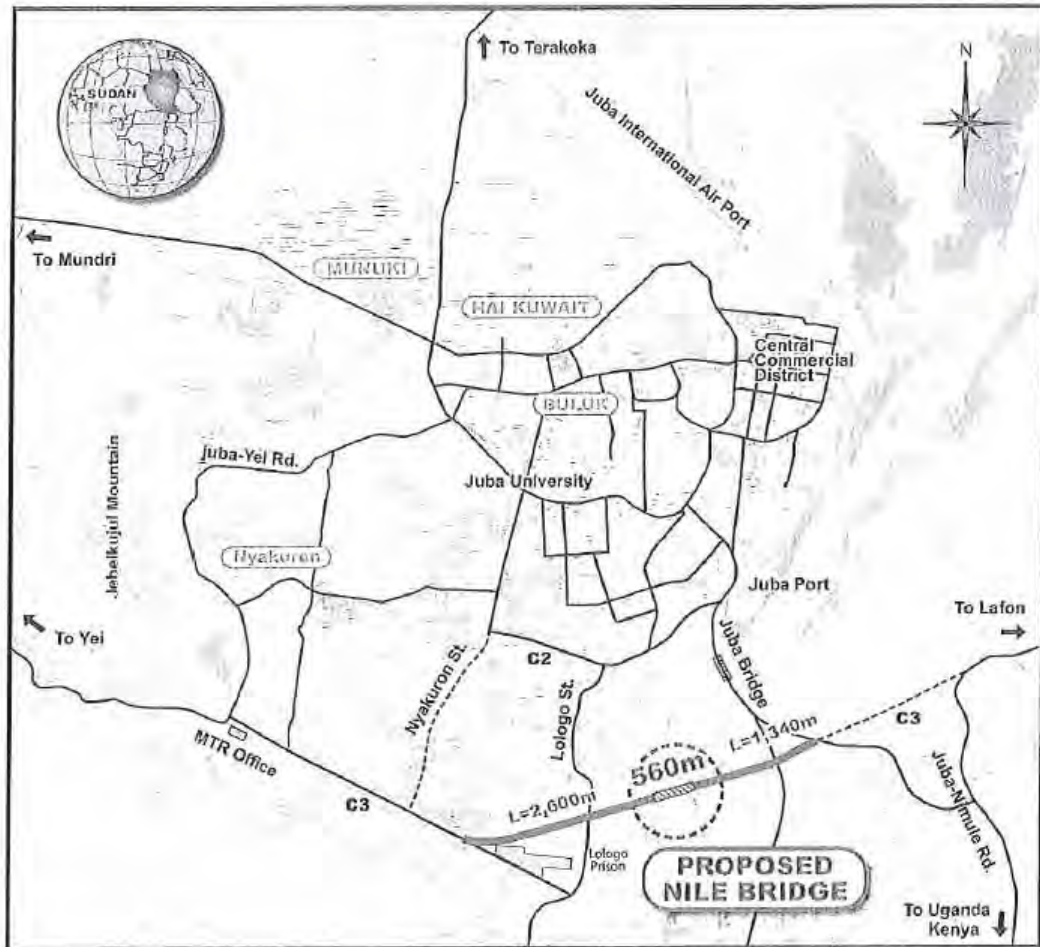 To Terakeka
N
SUDAN
Juba International Air Port
To Mundri
MUNUKI
HAI KUWAIT
Central
Commercial
District
BULUK
Juba-Yei Rd.
Juba University
Jebelkujul Mountain
Nyakuron
Juba Port
To Lafon
To Yei
C2
Nyakuron St.
Juba Bridge
Lologo St.
C3
MTR Office
L=1,340m
560m
C3
L=2,600m
Juba-Nimule Rd.
Lologo
Prison
PROPOSED
NILE BRIDGE
To Uganda
Kenya